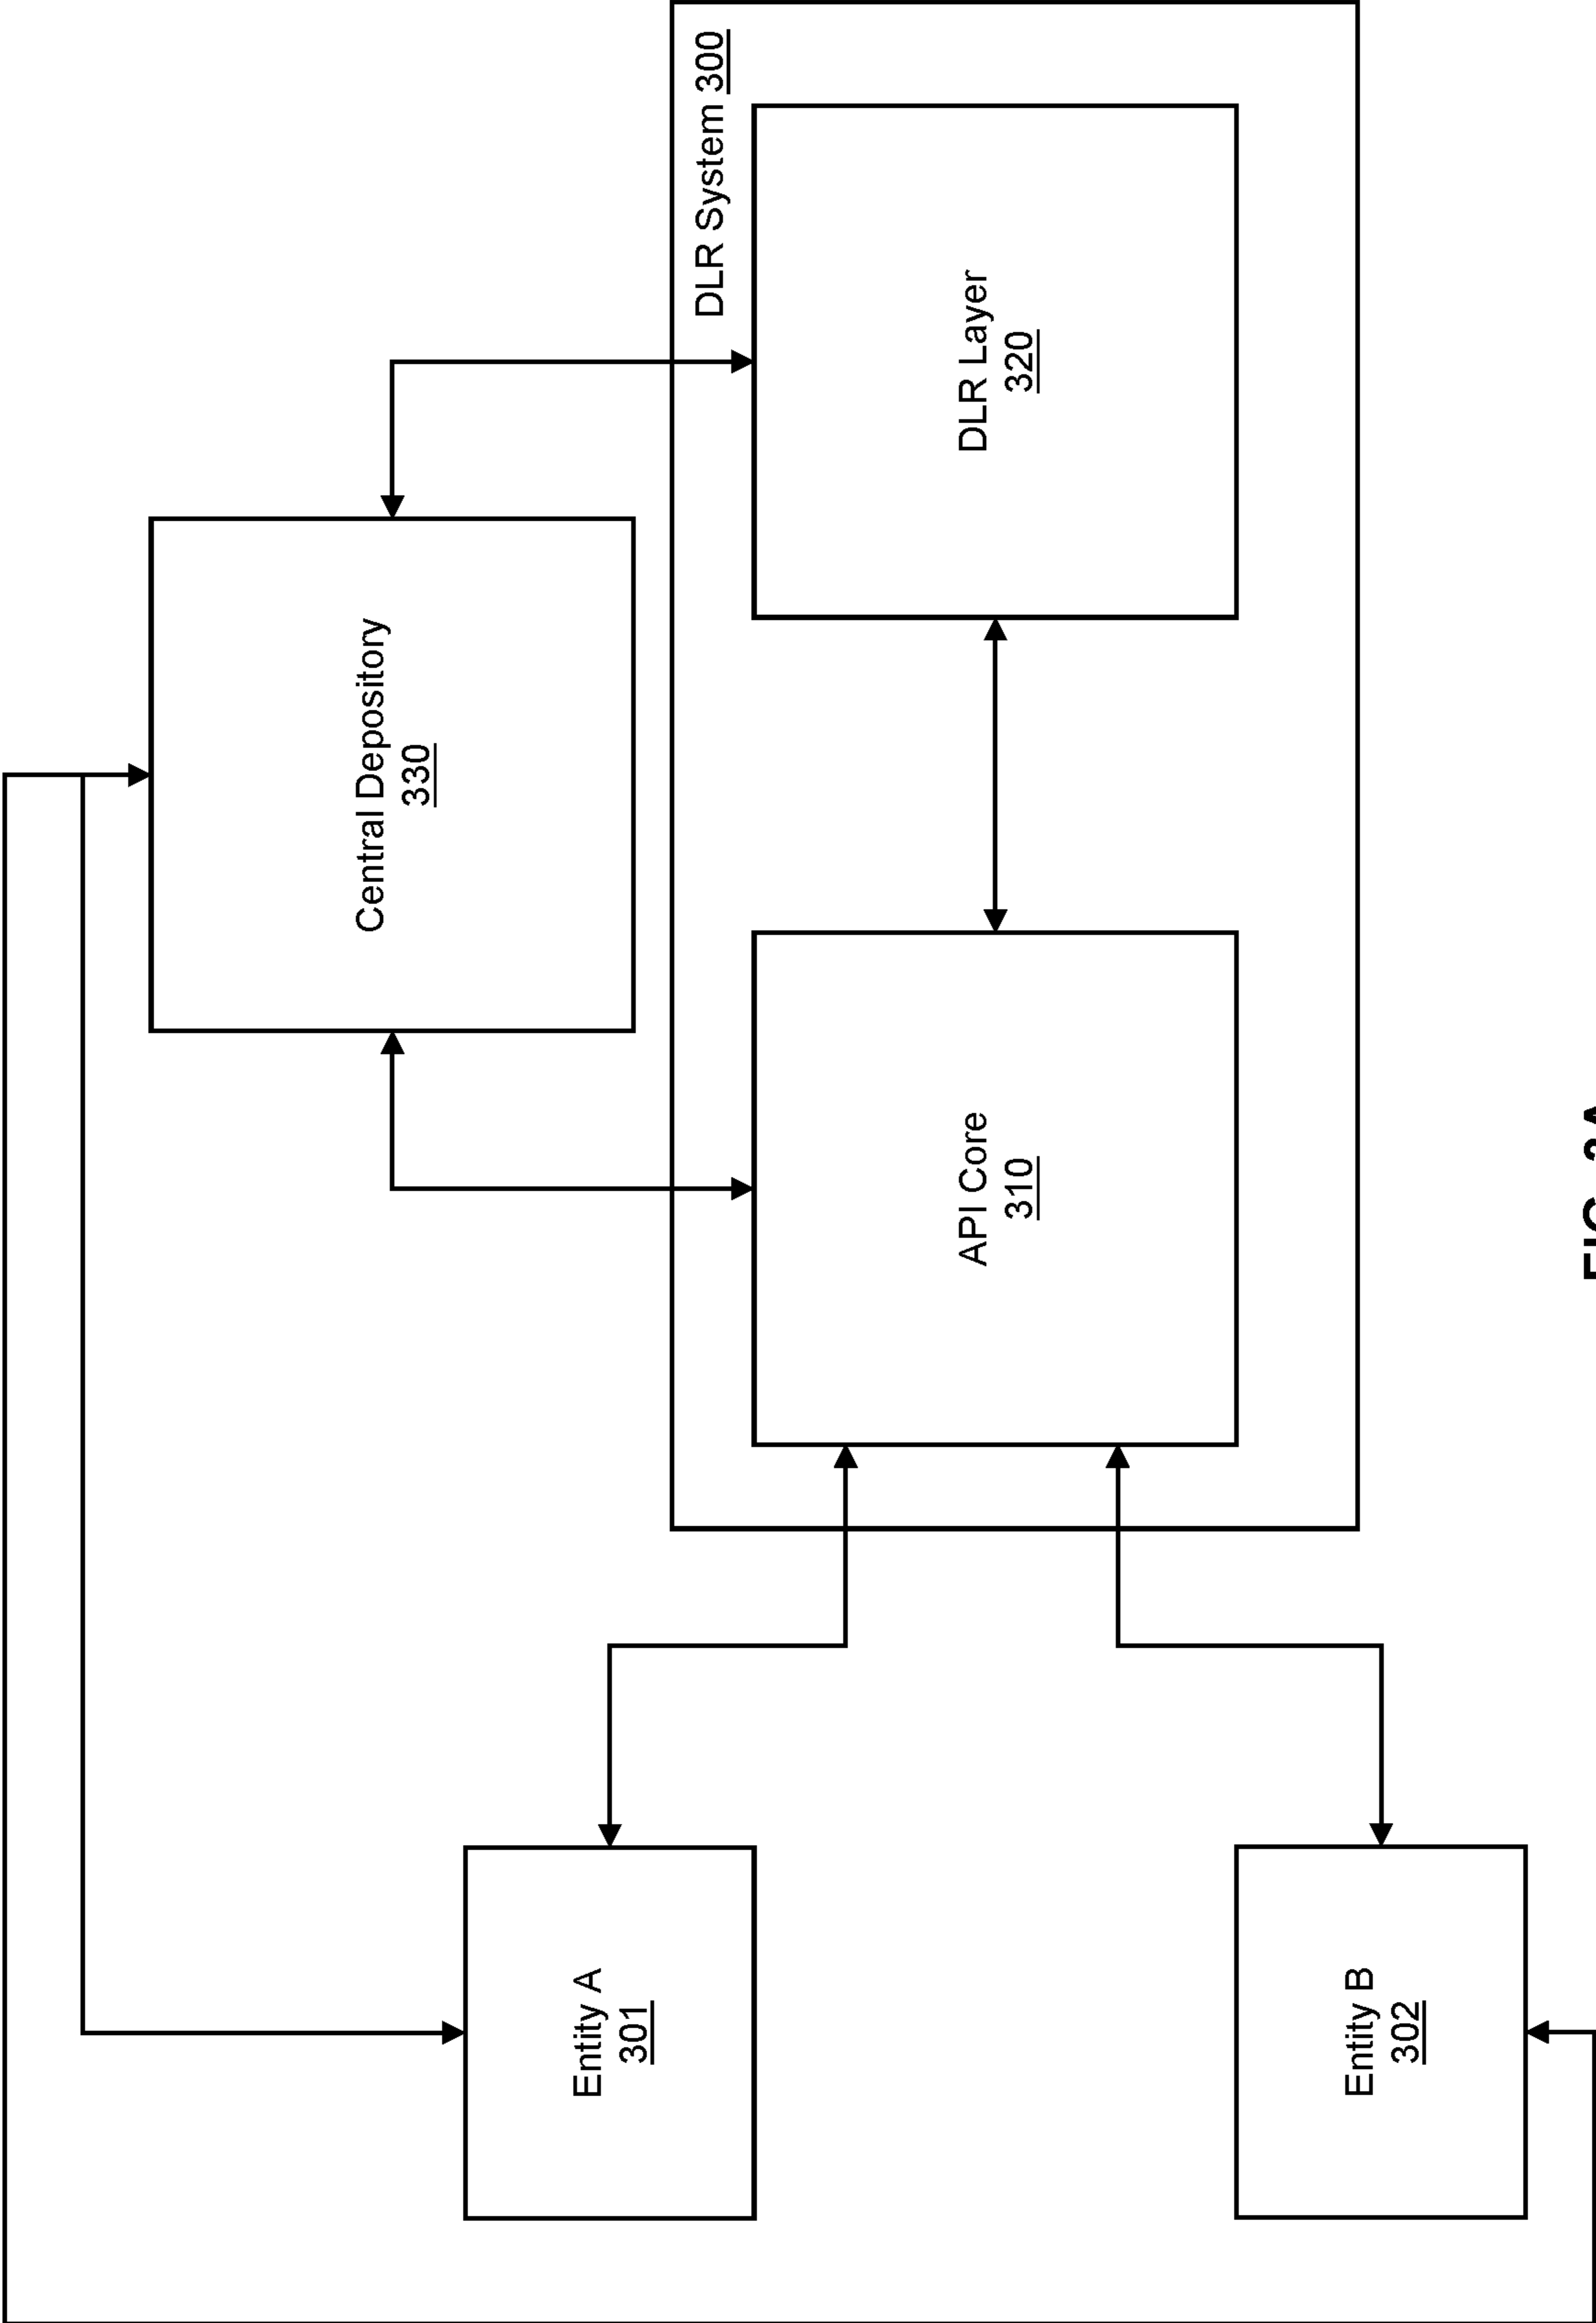 Central Depository
330
DLR System 300
Entity A
301
API Core
310
DLR Layer
320
Entity B
302